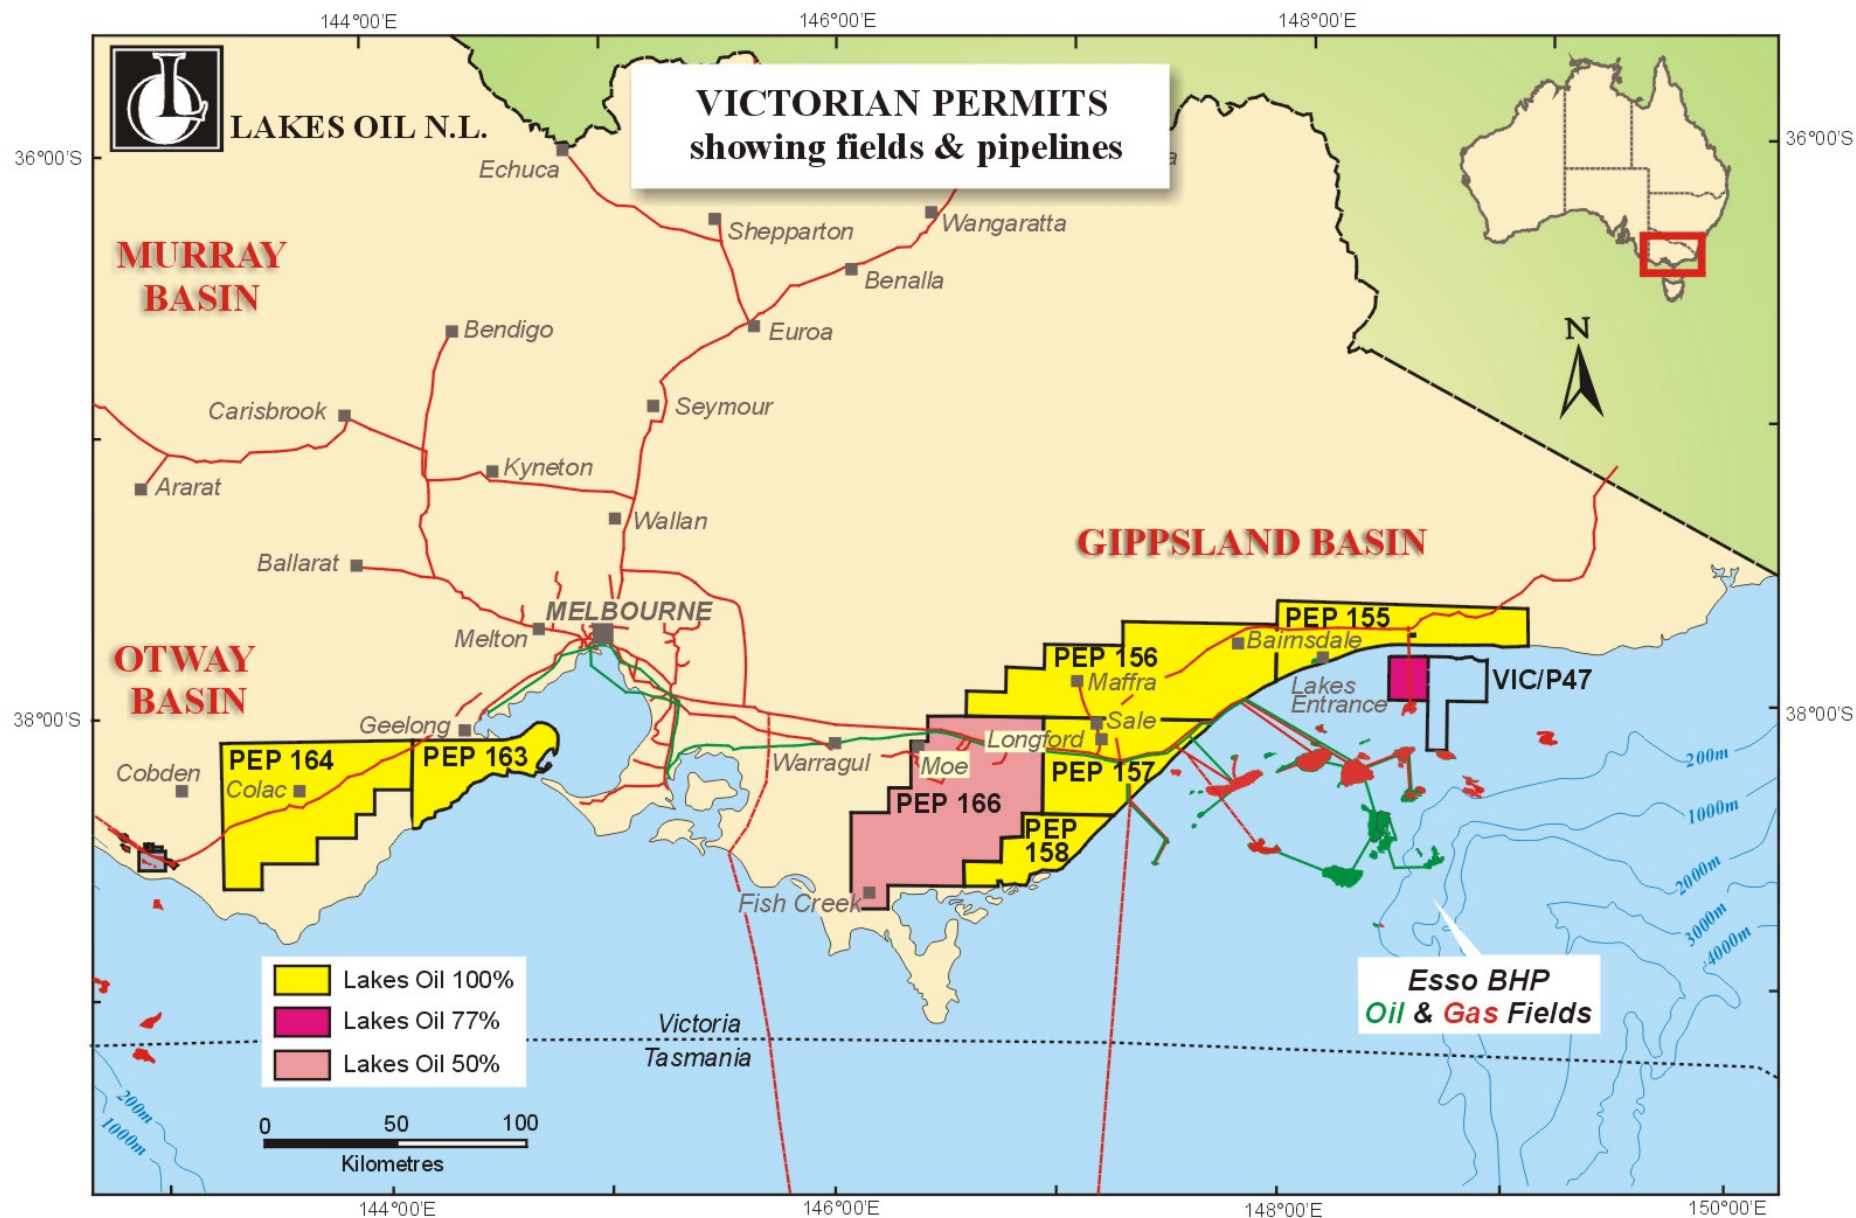 144°00'E
146°00'E
148°00'E
LAKES OIL N.L.
VICTORIAN PERMITS
showing fields & pipelines
36°00'S
36°00'S
Echuca
Shepparton
Wangaratta
MURRAY
BASIN
Benalla
Bendigo
Euroa
N
Carisbrook
Seymour
Kyneton
Ararat
Wallan
GIPPSLAND BASIN
Ballarat
MELBOURNE
Melton
PEP 155
Bairnsdale
OTWAY
BASIN
PEP 156
Maffra
Lakes
Entrance
VIC/P47
38°00'S
38°00'S
Geelong
Sale
Longford
PEP 164
PEP 163
Cobden
Colac
Warragul
Moe
PEP 157
PEP 166
PEP
158
Fish Creek
200m
1000m
2000m
3000m
4000m
Lakes Oil 100%
Lakes Oil 77%
Lakes Oil 50%
Esso BHP
Oil & Gas Fields
Victoria
Tasmania
200m
1000m
0 50 100
Kilometres
144°00'E
146°00'E
148°00'E
150°00'E